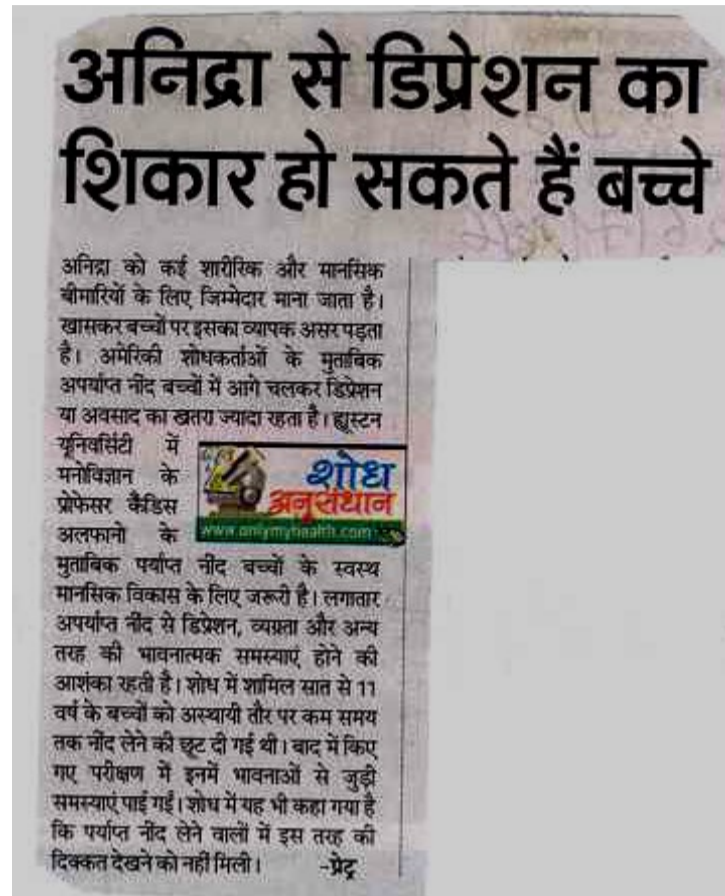 अनिद्रा से डिप्रेशन का
शिकार हो सकते हैं बच्चे
अनिद्रा को कई शारीरिक और मानसिक
बीमारियों के लिए जिम्मेदार माना जाता है।
खासकर बच्चों पर इसका व्यापक असर पड़ता
है। अमेरिकी शोधकर्ताओं के मुताबिक
अपर्याप्त नींद बच्चों में आगे चलकर डिप्रेशन
या अवसाद का खतरा ज्यादा रहता है। ह्यूस्टन
यूनिवर्सिटी में
मनोविज्ञान के
प्रोफेसर कैंडिस
अलफानो के
शोध
अनुसंधान
www.onlymyhealth.com
मुताबिक पर्याप्त नींद बच्चों के स्वस्थ
मानसिक विकास के लिए जरूरी है। लगातार
अपर्याप्त नींद से डिप्रेशन, व्यग्रता और अन्य
तरह की भावनात्मक समस्याएं होने की
आशंका रहती है। शोध में शामिल सात से 11
वर्ष के बच्चों को अस्थायी तौर पर कम समय
तक नींद लेने की छूट दी गई थी। बाद में किए
गए परीक्षण में इनमें भावनाओं से जुड़ी
समस्याएं पाई गईं। शोध में यह भी कहा गया है
कि पर्याप्त नींद लेने वालों में इस तरह की
दिक्कत देखने को नहीं मिली। -प्रेट्र